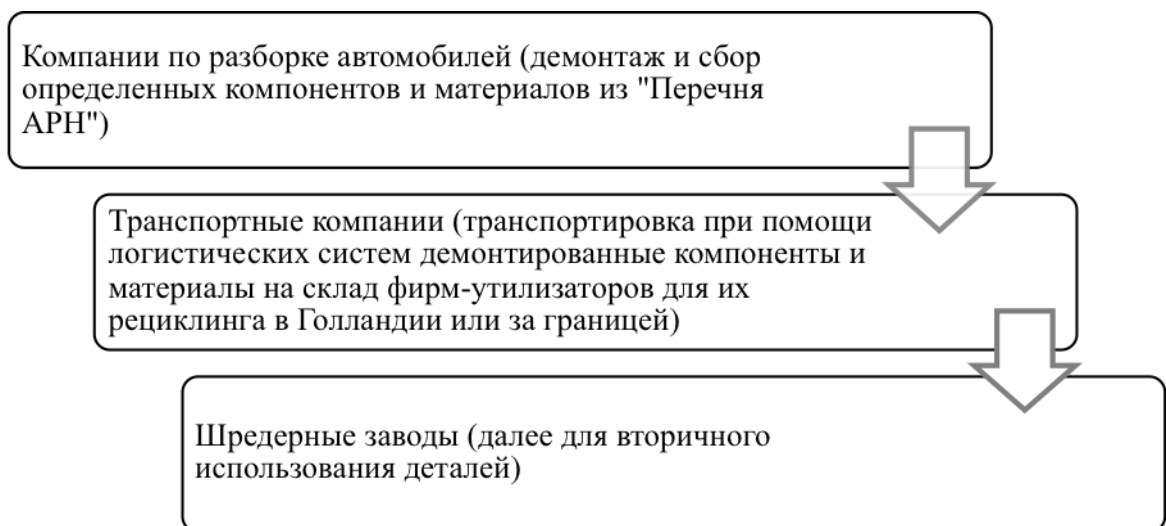 Компании по разборке автомобилей (демонтаж и сбор
определенных компонентов и материалов из "Перечня
АРН")
Транспортные компании (транспортировка при помощи
логистических систем демонтированные компоненты и
материалы на склад фирм-утилизаторов для их
рециклинга в Голландии или за границей)
Шредерные заводы (далее для вторичного
использования деталей)